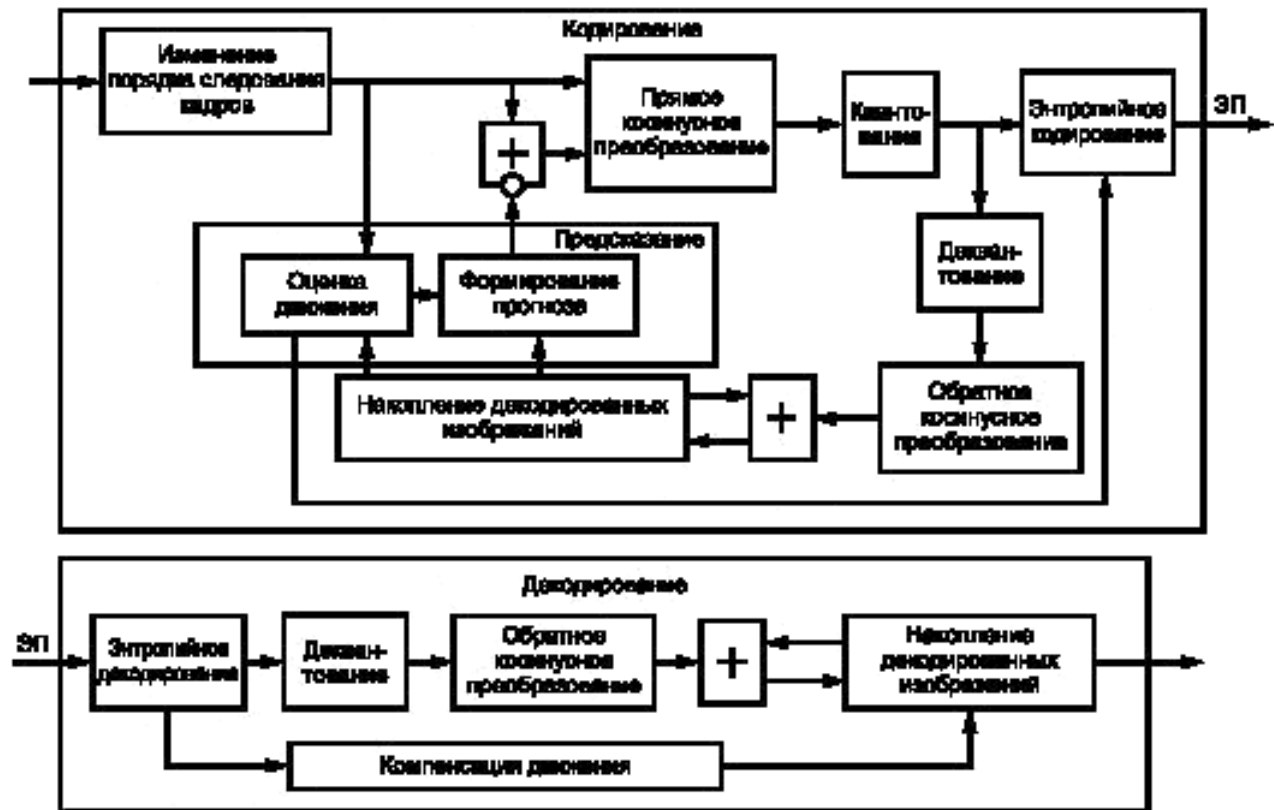 Кодирование
Изменение
порядка следования
кадров
Прямое
косинусное
преобразование
Кванто-
вание
Энтропийное
кодирование
ЭП
+
Предсказание
Декван-
тование
Оценка
движения
Формирование
прогноза
Накопление декодированных
изображений
+
Обратное
косинусное
преобразование
Декодирование
ЭП
Энтропийное
декодирование
Декван-
тование
Обратное
косинусное
преобразование
+
Накопление
декодированных
изображений
Компенсация движения